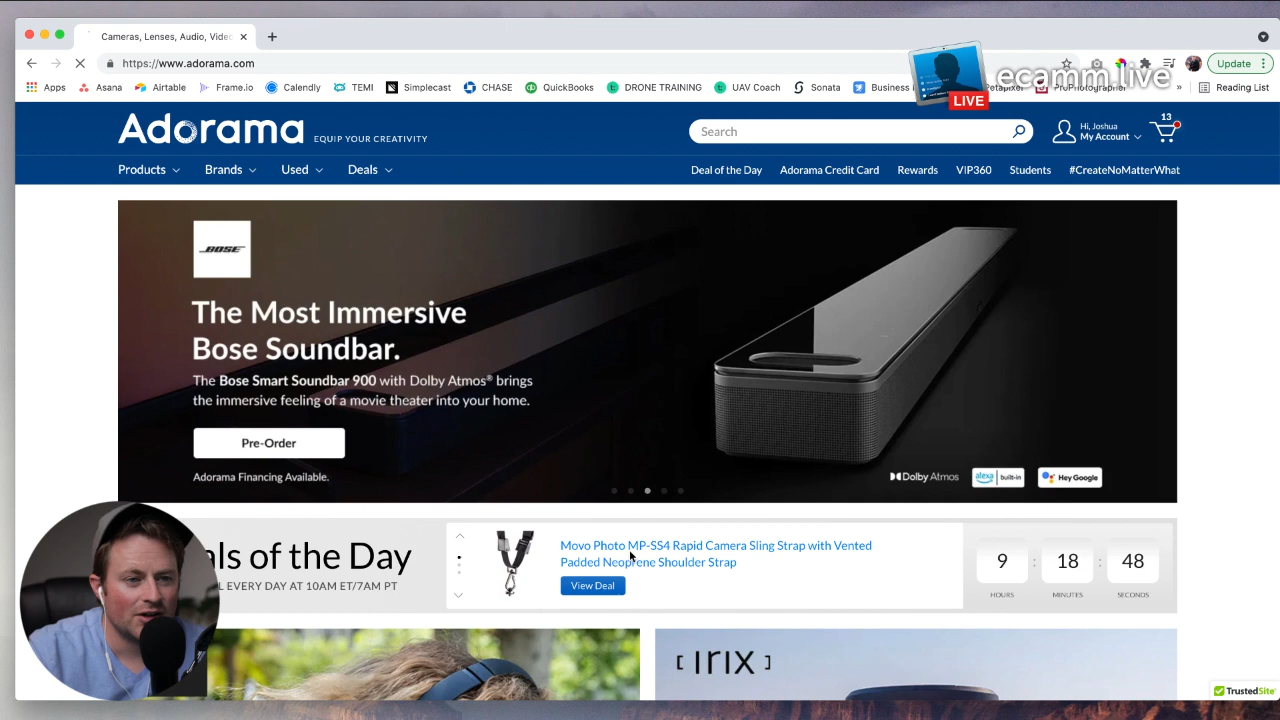 Cameras, Lenses, Audio, Vide
https://www.adorama.com
Update
Apps
Asana
Airtable
Calendly
TEMI
Simplecast
CHAS
QuickBooks
DRONE TRAINING
UAV Coach
Sonata
Business
Reading List
ecamm.live
LIVE
Adorama EQUIP YOUR CREATIVITY
Search
Hi, Joshua
My Account
13
Products
Brands
Used
Deals
Deal of the Day
Adorama Credit Card
Rewards
VIP360
Students
#CreateNoMatterWhat
BOSE
The Most Immersive
Bose Soundbar.
The Bose Smart Soundbar 900 with Dolby Atmos® brings
the immersive feeling of a movie theater into your home.
Pre-Order
Adorama Financing Available.
Dolby Atmos
alexa built-in
Hey Google
ls of the Day
L EVERY DAY AT 10AM ET/7AM PT
Movo Photo MP-SS4 Rapid Camera Sling Strap with Vented
Padded Neoprene Shoulder Strap
View Deal
9 : 18 : 48
HOURS MINUTES SECONDS
[ IRIX ]
TrustedSite